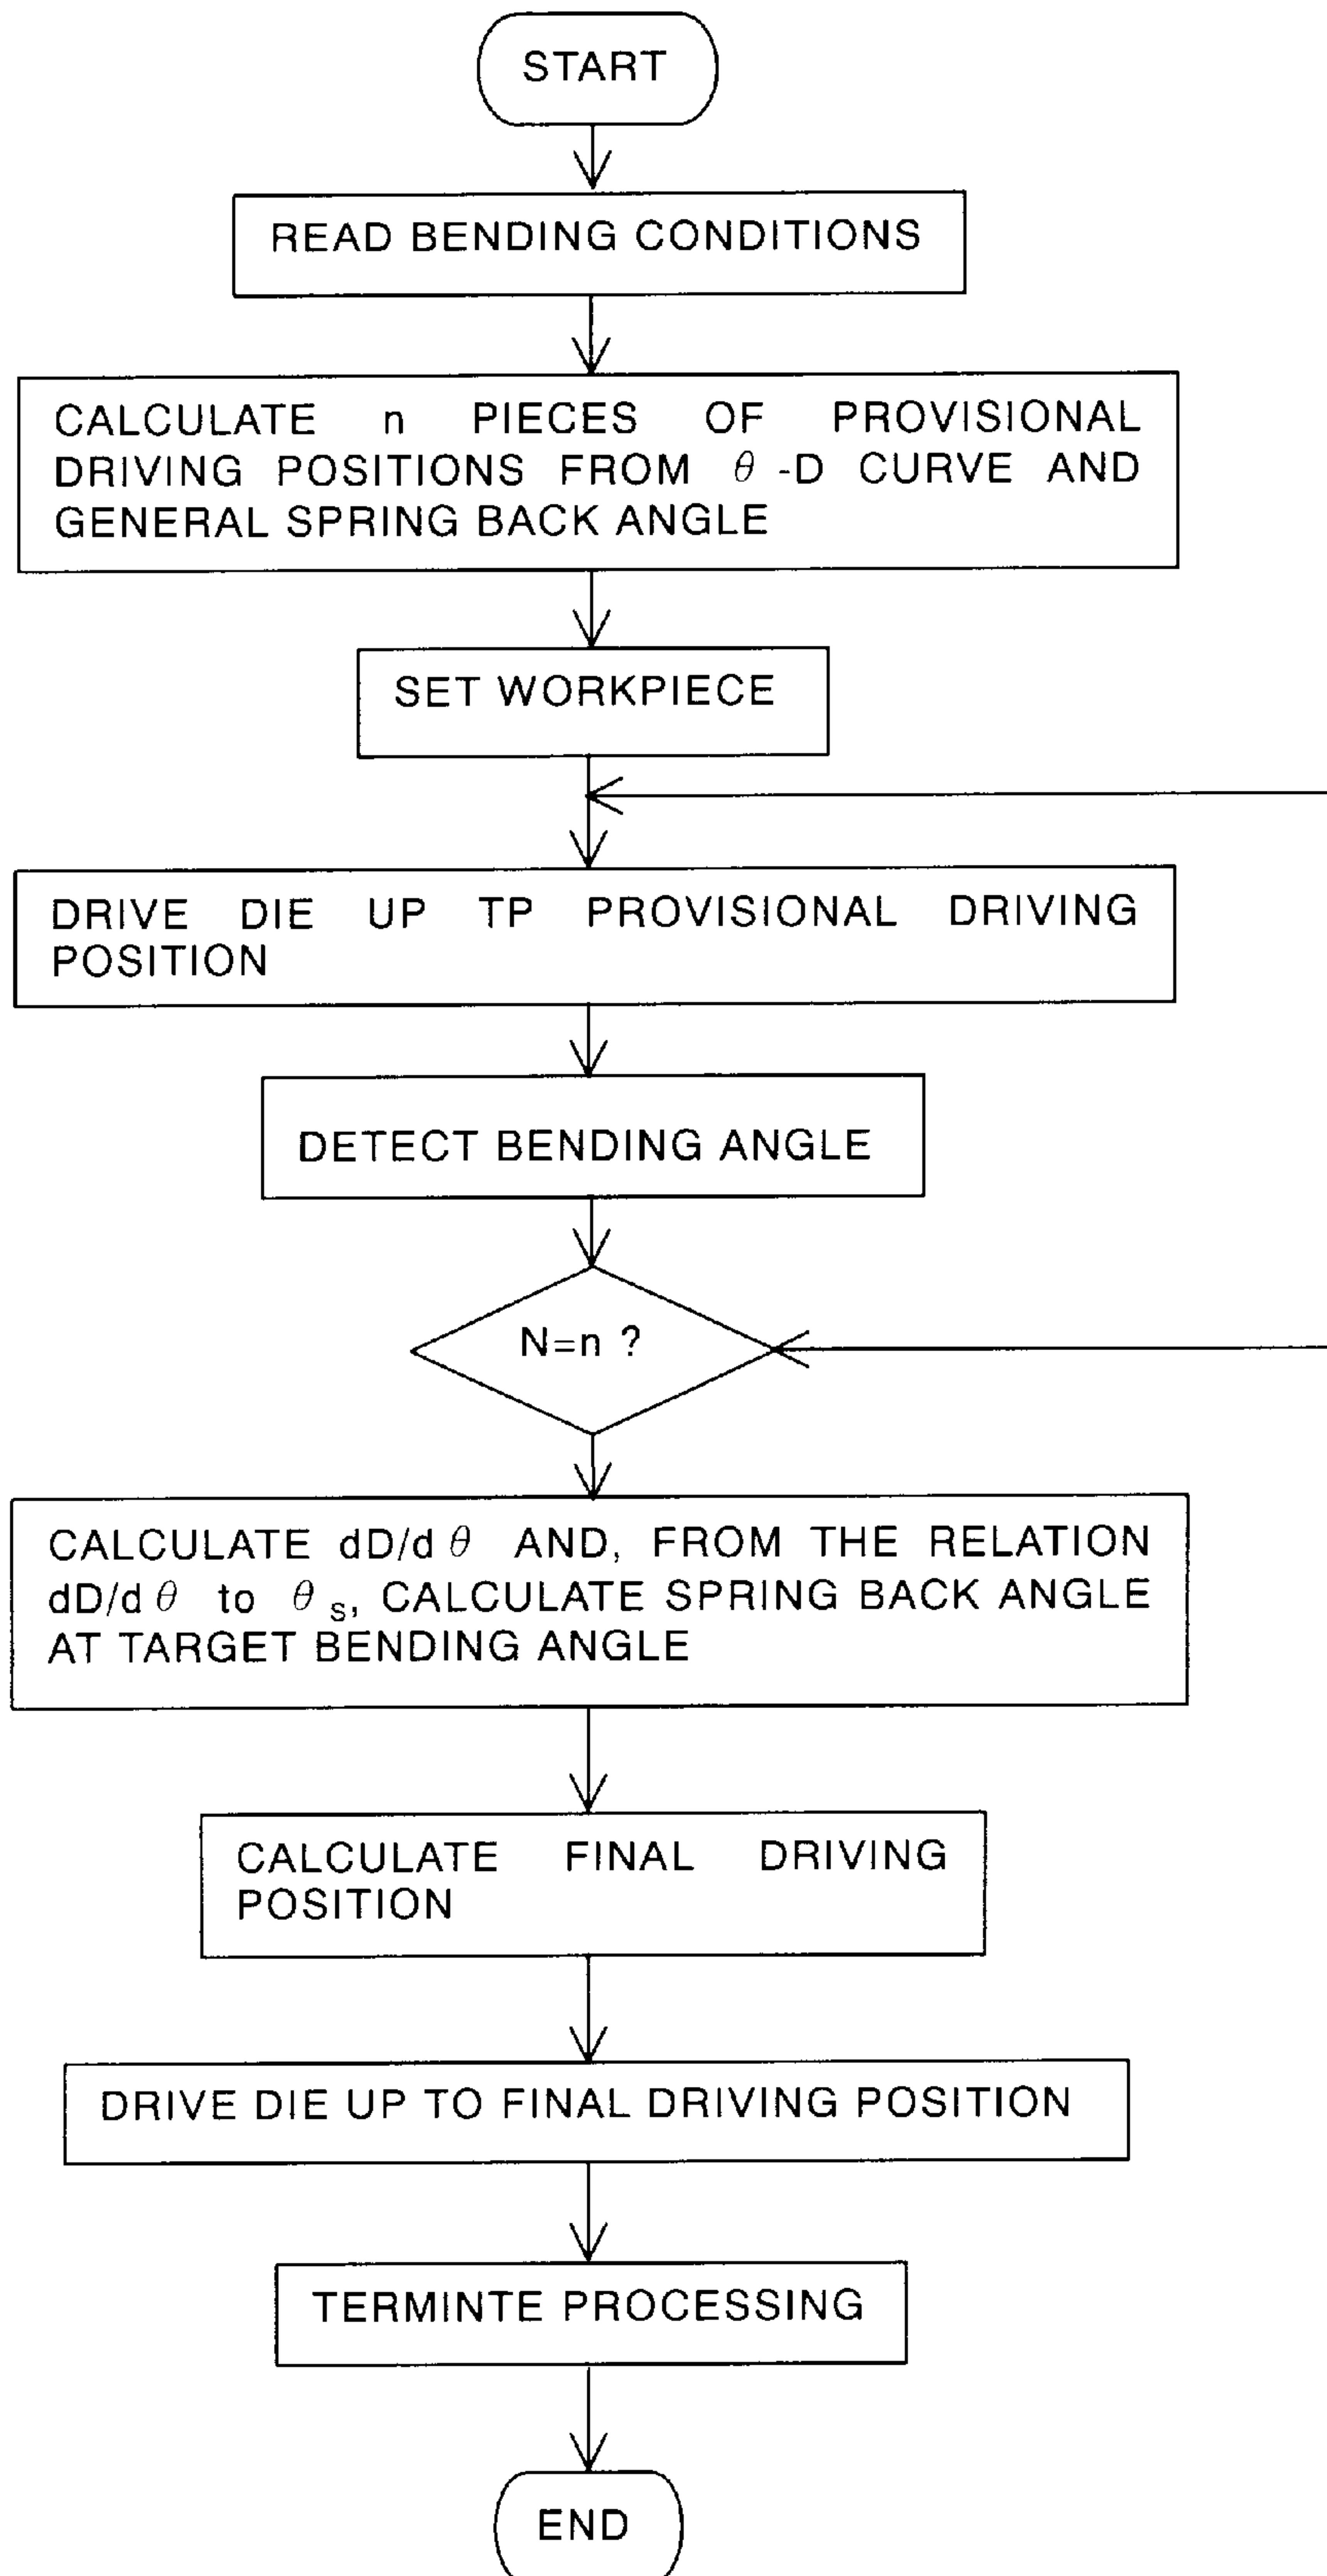 START
READ BENDING CONDITIONS
CALCULATE n PIECES OF PROVISIONAL
DRIVING POSITIONS FROM θ-D CURVE AND
GENERAL SPRING BACK ANGLE
SET WORKPIECE
DRIVE DIE UP TP PROVISIONAL DRIVING
POSITION
DETECT BENDING ANGLE
N=n ?
CALCULATE dD/dθ AND, FROM THE RELATION
dD/dθ to θs, CALCULATE SPRING BACK ANGLE
AT TARGET BENDING ANGLE
CALCULATE FINAL DRIVING
POSITION
DRIVE DIE UP TO FINAL DRIVING POSITION
TERMINTE PROCESSING
END